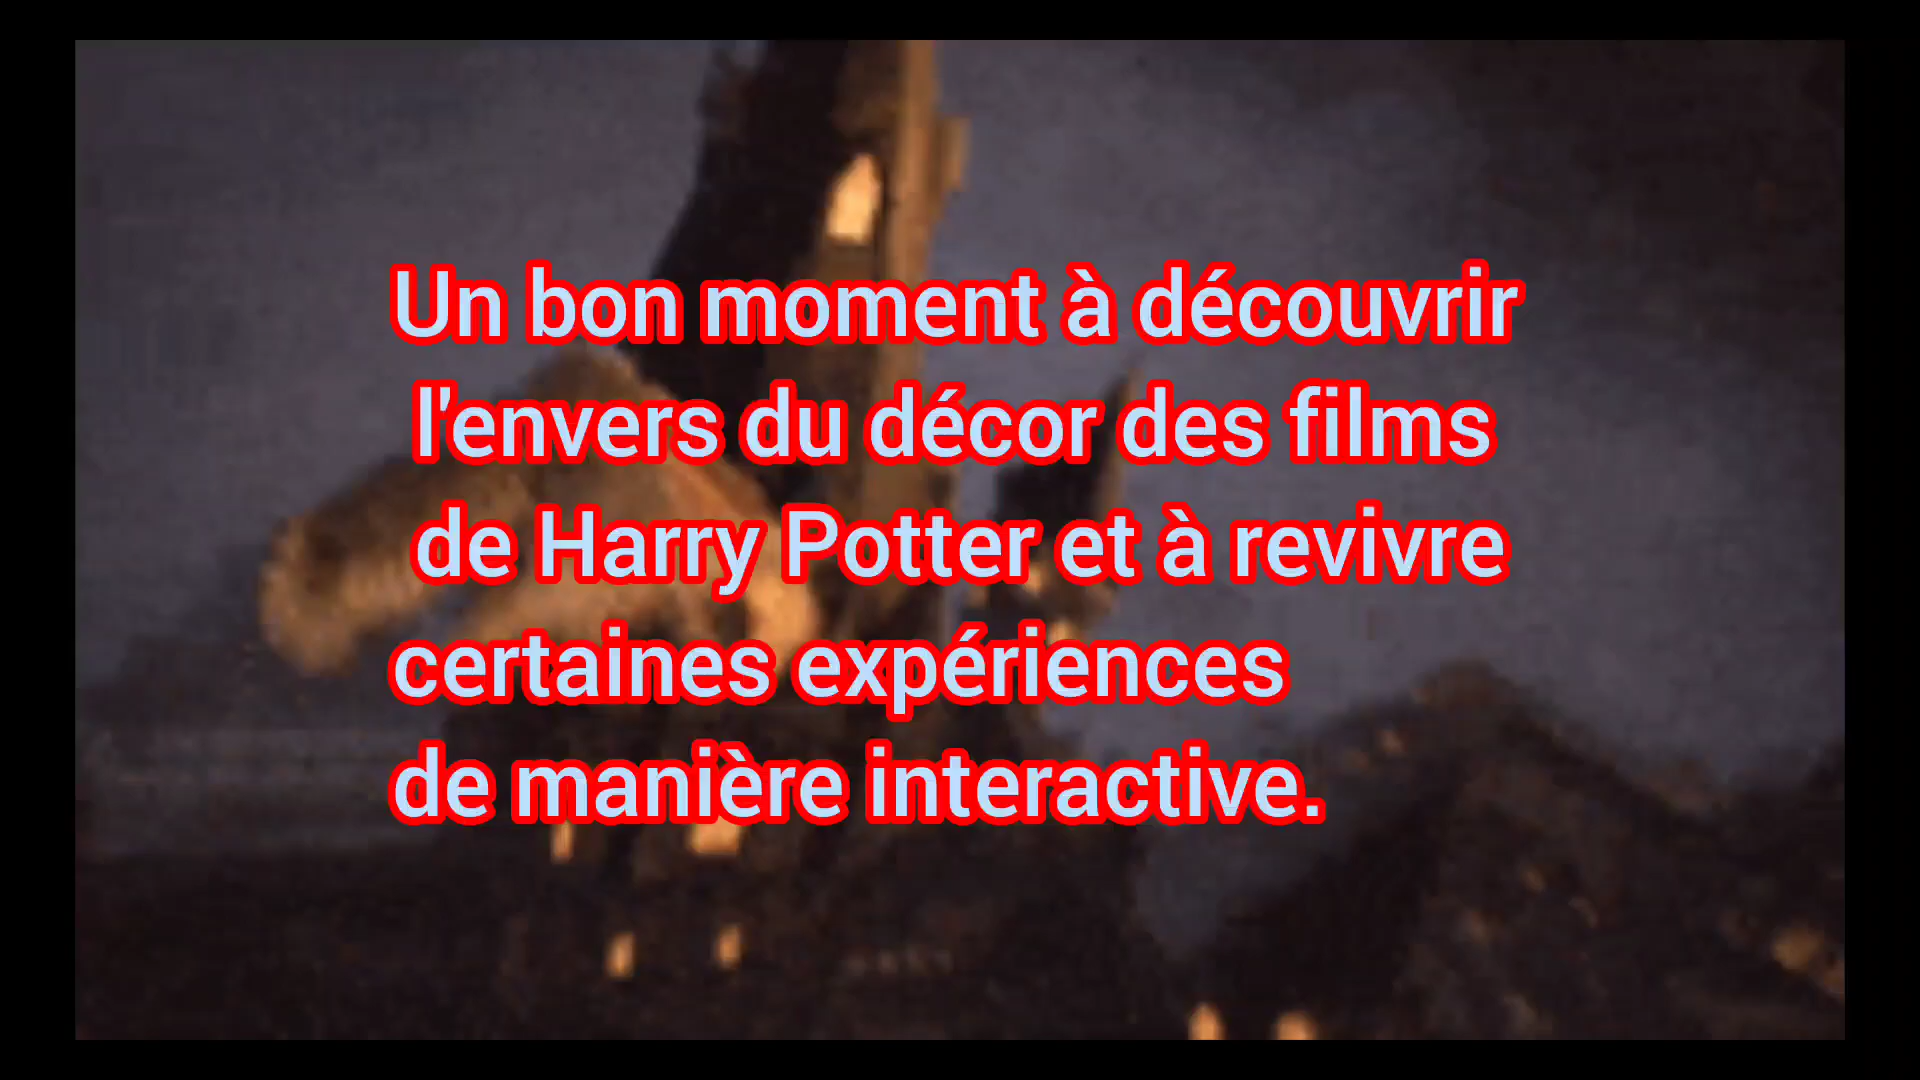 Un bon moment à découvrir
l'envers du décor des films
de Harry Potter et à revivre
certaines expériences
de manière interactive.